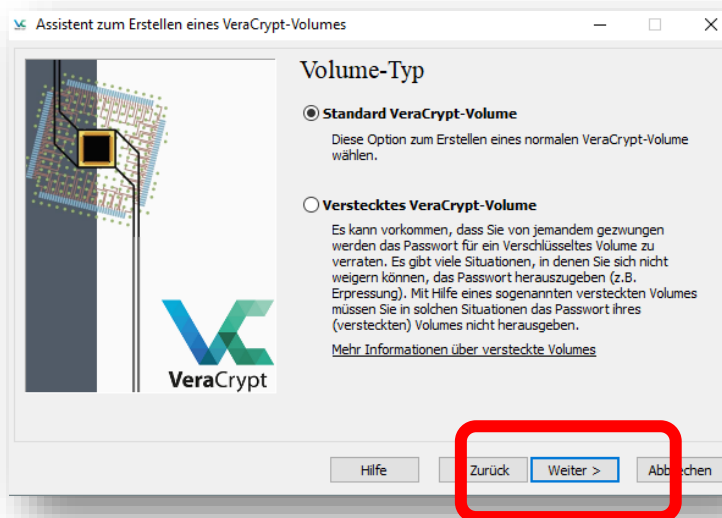 Assistent zum Erstellen eines VeraCrypt-Volumes
Volume-Typ
Standard VeraCrypt-Volume
Diese Option zum Erstellen eines normalen VeraCrypt-Volume
wählen.
Verstecktes VeraCrypt-Volume
Es kann vorkommen, dass Sie von jemandem gezwungen
werden das Passwort für ein Verschlüsseltes Volume zu
verraten. Es gibt viele Situationen, in denen Sie sich nicht
weigern können, das Passwort herauszugeben (z.B.
Erpressung). Mit Hilfe eines sogenannten versteckten Volumes
müssen Sie in solchen Situationen das Passwort ihres
(versteckten) Volumes nicht herausgeben.
Mehr Informationen über versteckte Volumes
VeraCrypt
Hilfe
Zurück
Weiter >
Abbrechen